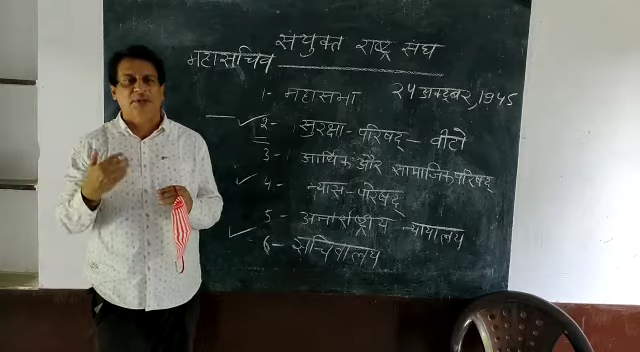 संयुक्त राष्ट्र संघ
महासचिव
1- महासभा 24 अक्टूबर, 1945
2- सुरक्षा-परिषद् - वीटो
3- आर्थिक और सामाजिक परिषद्
4- न्यास-परिषद्
5- अन्तर्राष्ट्रीय न्यायालय
6- सचिवालय